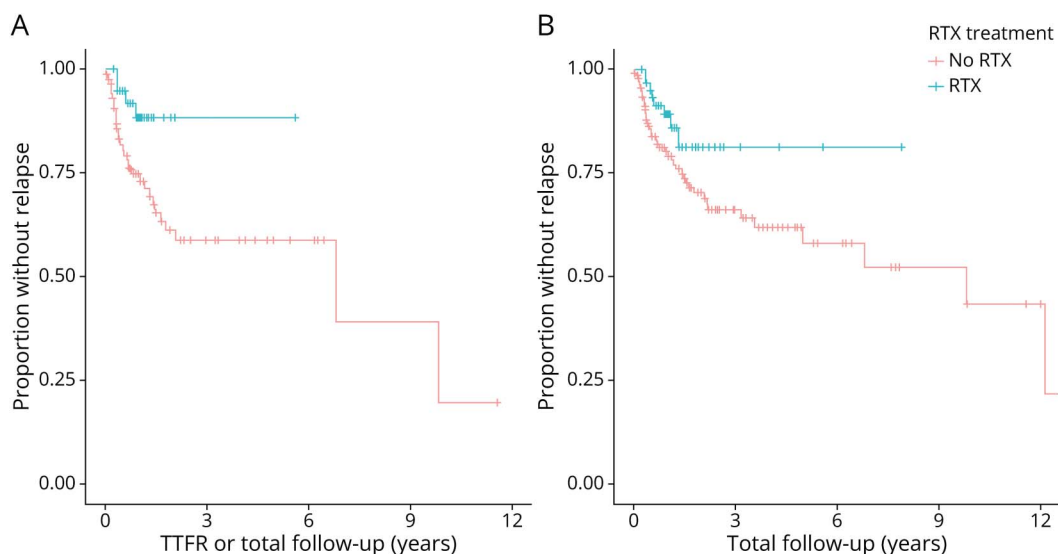 A
Proportion without relapse
1.00
0.75
0.50
0.25
0.00
0 3 6 9 12
TTFR or total follow-up (years)
B
Proportion without relapse
1.00
0.75
0.50
0.25
0.00
0 3 6 9 12
Total follow-up (years)
RTX treatment
No RTX
RTX